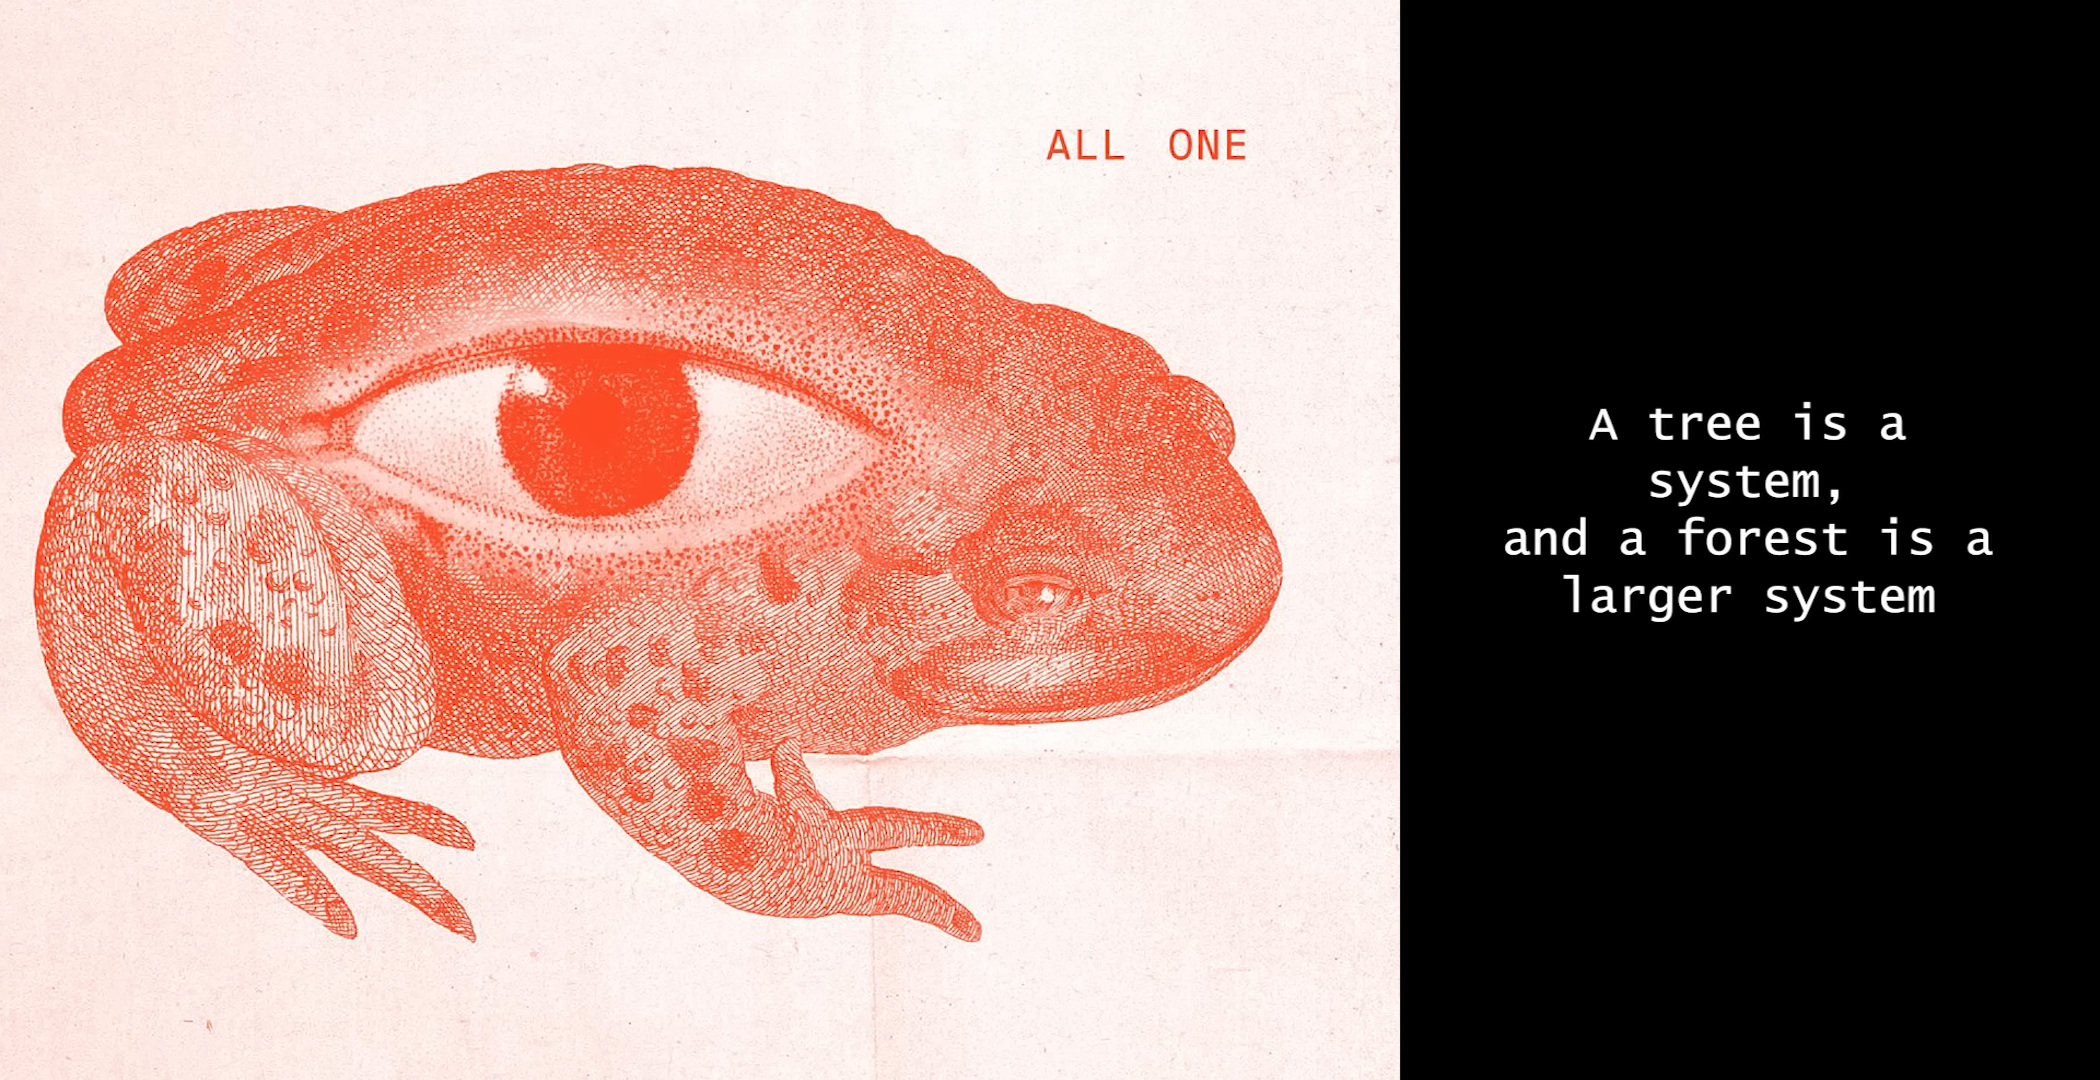 ALL ONE
A tree is a
system,
and a forest is a
larger system